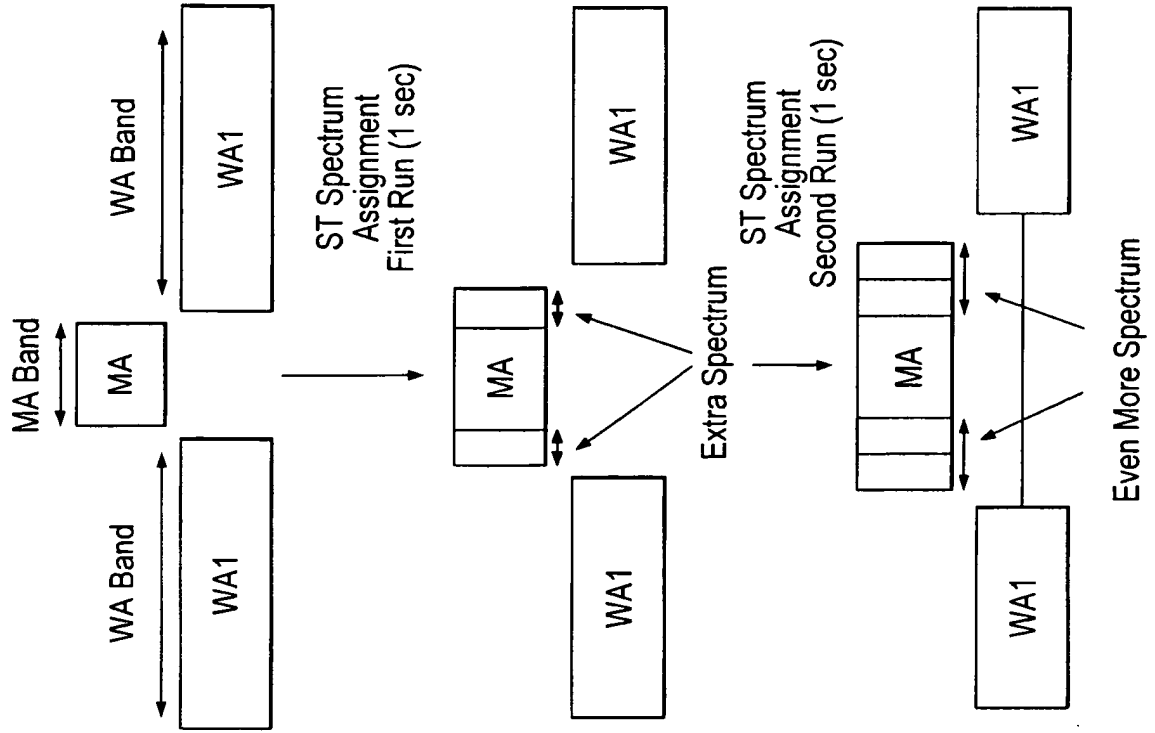 MA Band
WA Band
WA Band
MA
WA1
WA1
ST Spectrum
Assignment
First Run (1 sec)
MA
WA1
WA1
Extra Spectrum
ST Spectrum
Assignment
Second Run (1 sec)
MA
WA1
WA1
Even More Spectrum